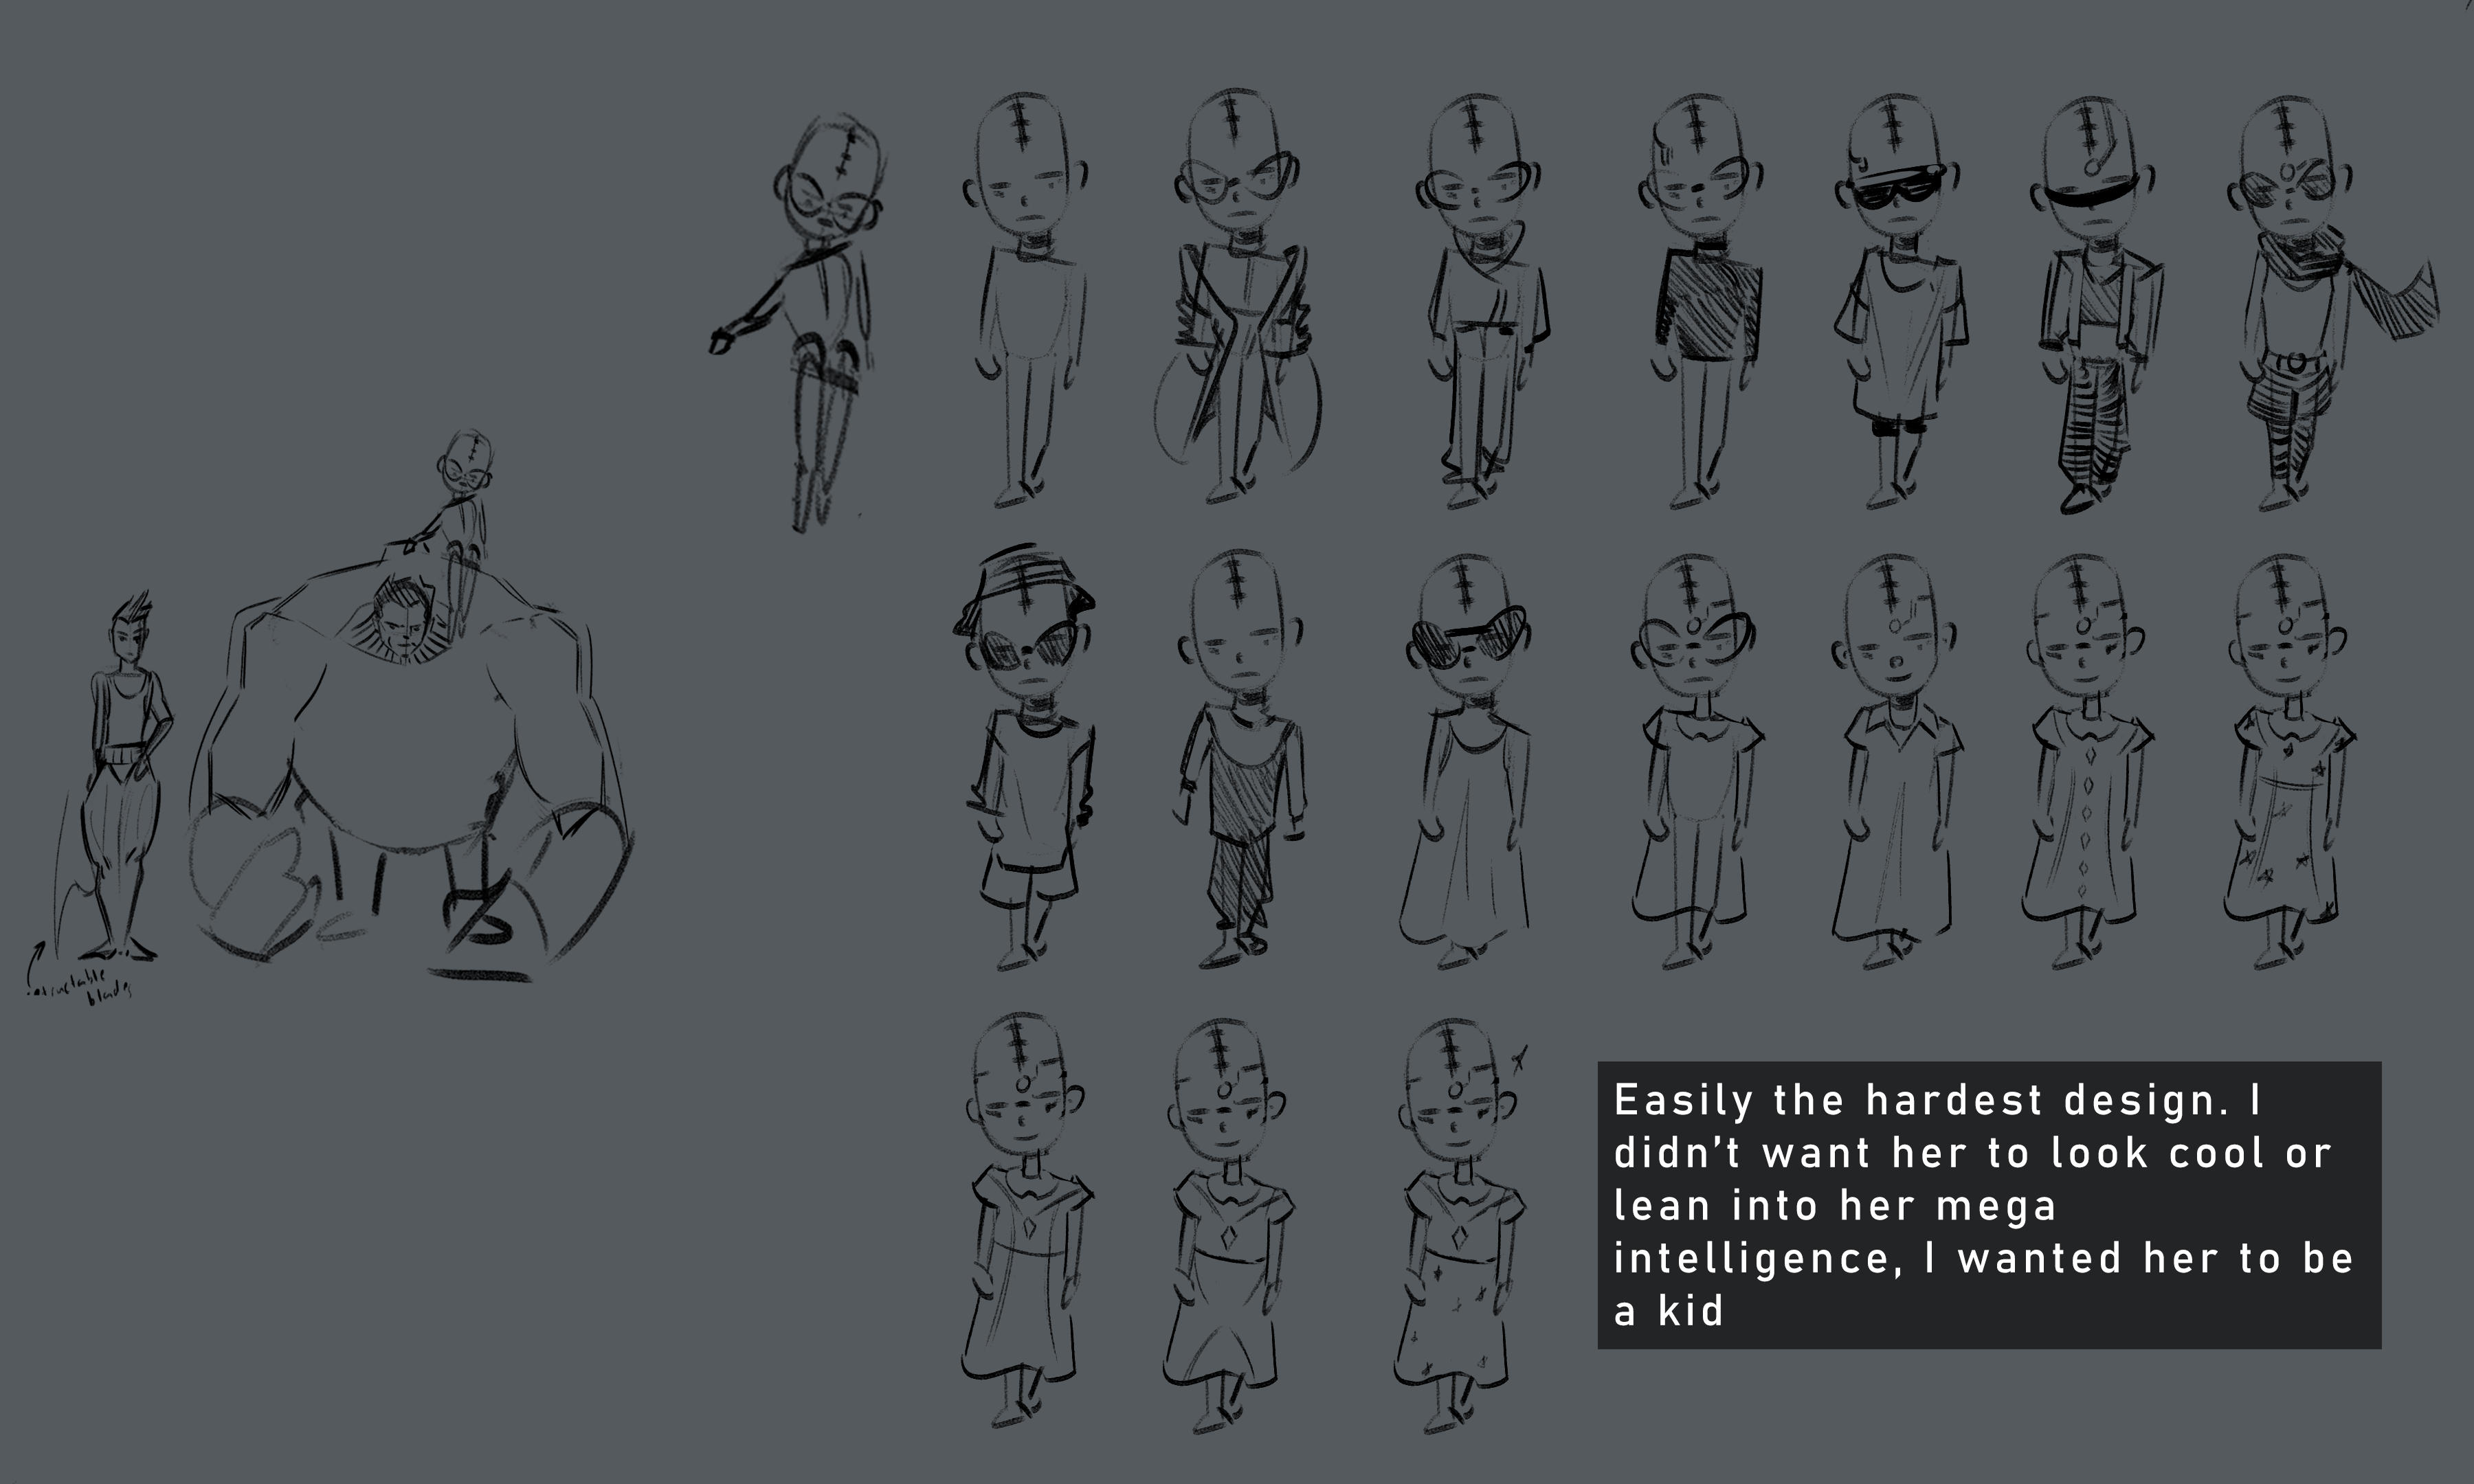 blades
Easily the hardest design. I
didn't want her to look cool or
lean into her mega
intelligence, I wanted her to be
a kid